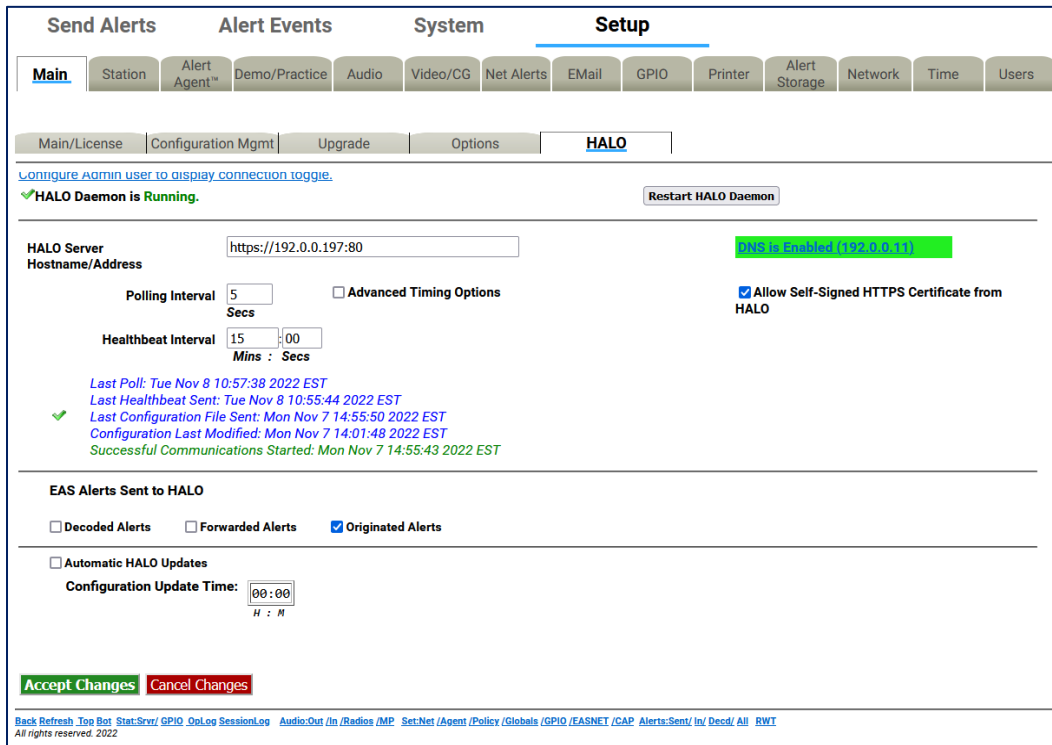 Send Alerts Alert Events System Setup
Main Station Alert Agent™ Demo/Practice Audio Video/CG Net Alerts EMail GPIO Printer Alert Storage Network Time Users
Main/License Configuration Mgmt Upgrade Options HALO
Configure Admin user to display connection toggle.
HALO Daemon is Running. Restart HALO Daemon
HALO Server Hostname/Address https://192.0.0.197:80 DNS is Enabled (192.0.0.11)
Polling Interval 5 Advanced Timing Options Allow Self-Signed HTTPS Certificate from HALO
Secs
Healthbeat Interval 15 : 00
Mins : Secs
Last Poll: Tue Nov 8 10:57:38 2022 EST
Last Healthbeat Sent: Tue Nov 8 10:55:44 2022 EST
Last Configuration File Sent: Mon Nov 7 14:55:50 2022 EST
Configuration Last Modified: Mon Nov 7 14:01:48 2022 EST
Successful Communications Started: Mon Nov 7 14:55:43 2022 EST
EAS Alerts Sent to HALO
Decoded Alerts Forwarded Alerts Originated Alerts
Automatic HALO Updates
Configuration Update Time: 00:00
H : M
Accept Changes Cancel Changes
Back Refresh Top Bot Stat:Srvr/ GPIO OpLog SessionLog Audio:Out /In /Radios /MP Set:Net /Agent /Policy /Globals /GPIO /EASNET /CAP Alerts:Sent/ In/ Decd/ All RWT
All rights reserved. 2022